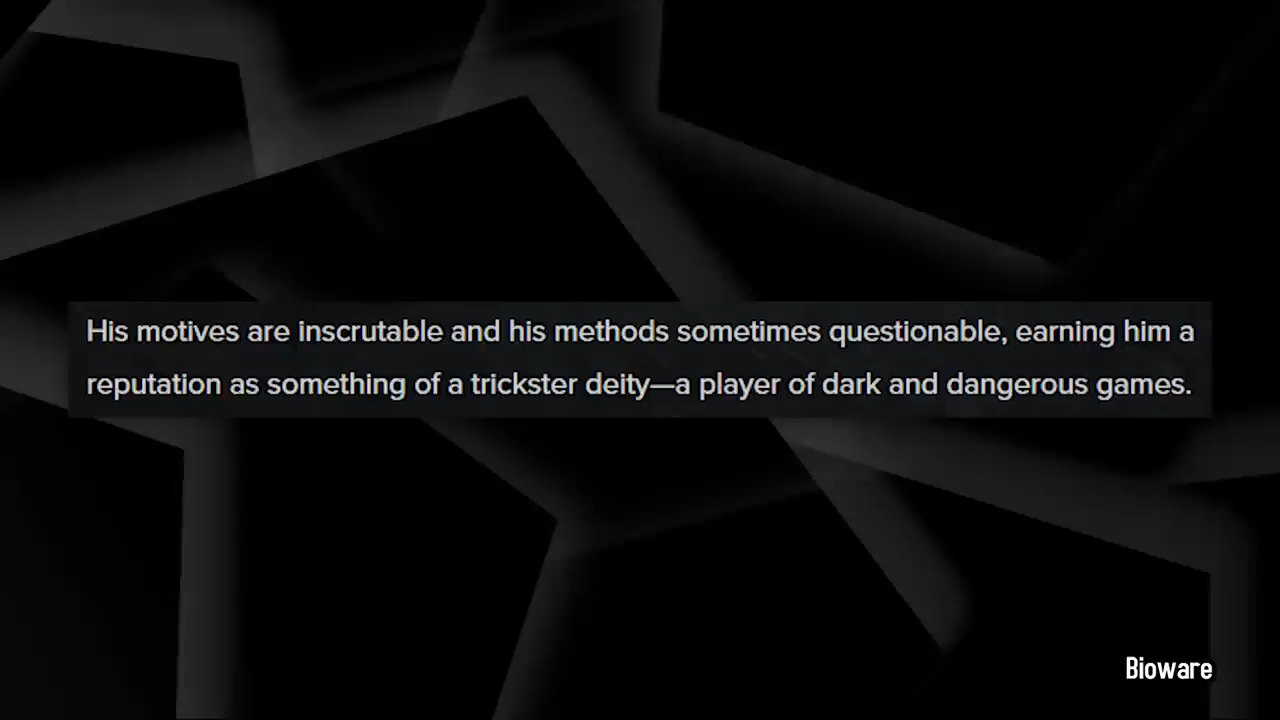 His motives are inscrutable and his methods sometimes questionable, earning him a
reputation as something of a trickster deity—a player of dark and dangerous games.
Bioware